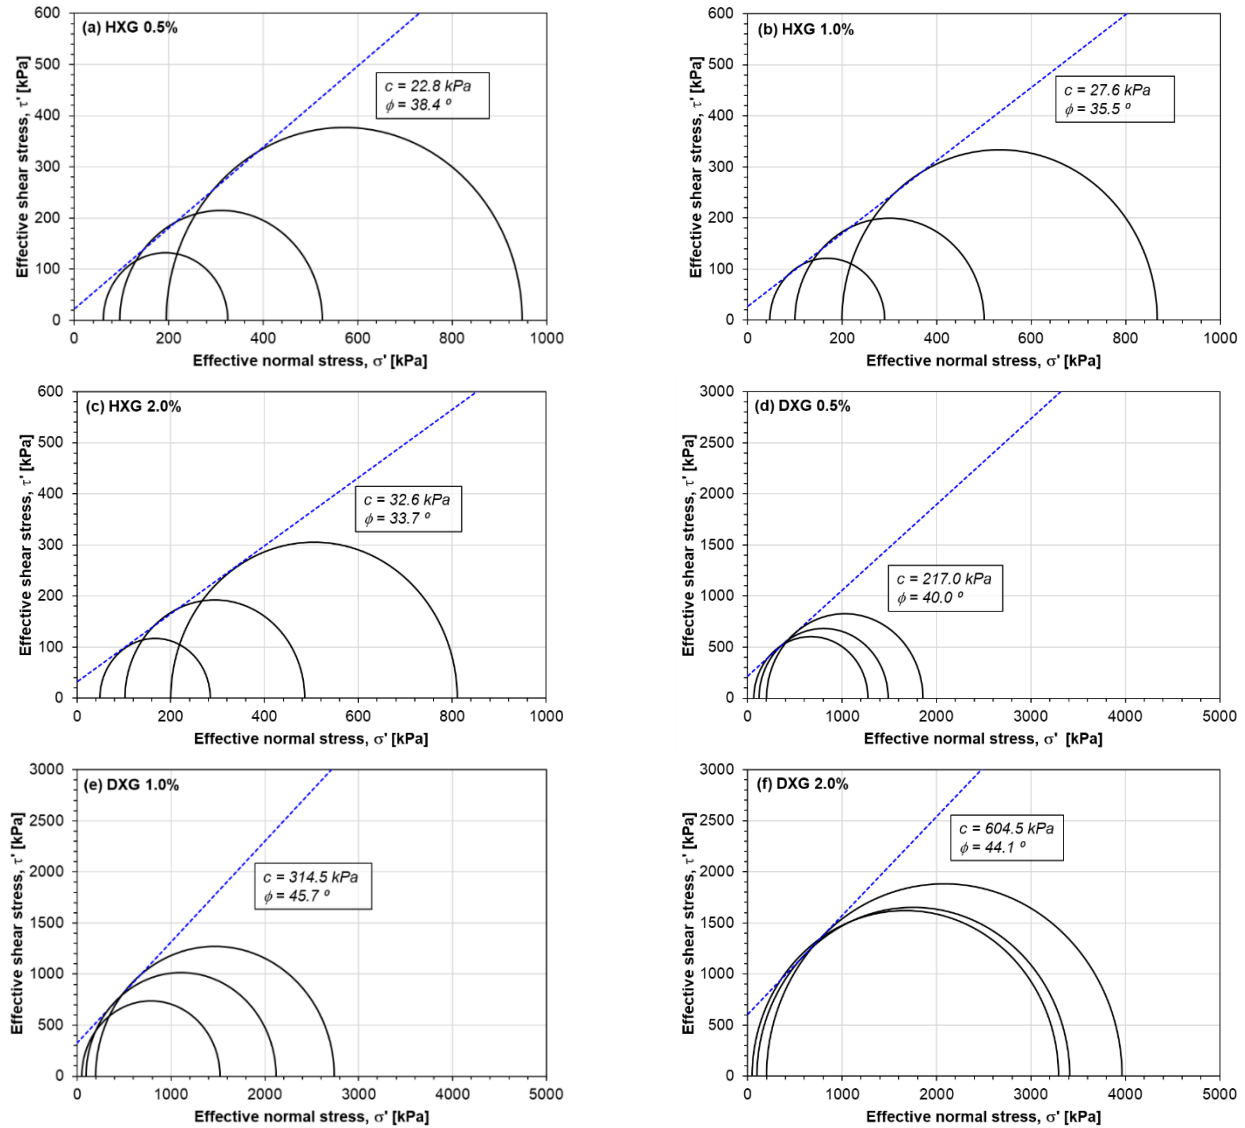 (a) HXG 0.5%
600
500
400
300
200
100
0
Effective shear stress, τ' [kPa]
c = 22.8 kPa
ϕ = 38.4 º
0 200 400 600 800 1000
Effective normal stress, σ' [kPa]
(b) HXG 1.0%
600
500
400
300
200
100
0
Effective shear stress, τ' [kPa]
c = 27.6 kPa
ϕ = 35.5 º
0 200 400 600 800 1000
Effective normal stress, σ' [kPa]
(c) HXG 2.0%
600
500
400
300
200
100
0
Effective shear stress, τ' [kPa]
c = 32.6 kPa
ϕ = 33.7 º
0 200 400 600 800 1000
Effective normal stress, σ' [kPa]
(d) DXG 0.5%
3000
2500
2000
1500
1000
500
0
Effective shear stress, τ' [kPa]
c = 217.0 kPa
ϕ = 40.0 º
0 1000 2000 3000 4000 5000
Effective normal stress, σ' [kPa]
(e) DXG 1.0%
3000
2500
2000
1500
1000
500
0
Effective shear stress, τ' [kPa]
c = 314.5 kPa
ϕ = 45.7 º
0 1000 2000 3000 4000 5000
Effective normal stress, σ' [kPa]
(f) DXG 2.0%
3000
2500
2000
1500
1000
500
0
Effective shear stress, τ' [kPa]
c = 604.5 kPa
ϕ = 44.1 º
0 1000 2000 3000 4000 5000
Effective normal stress, σ' [kPa]